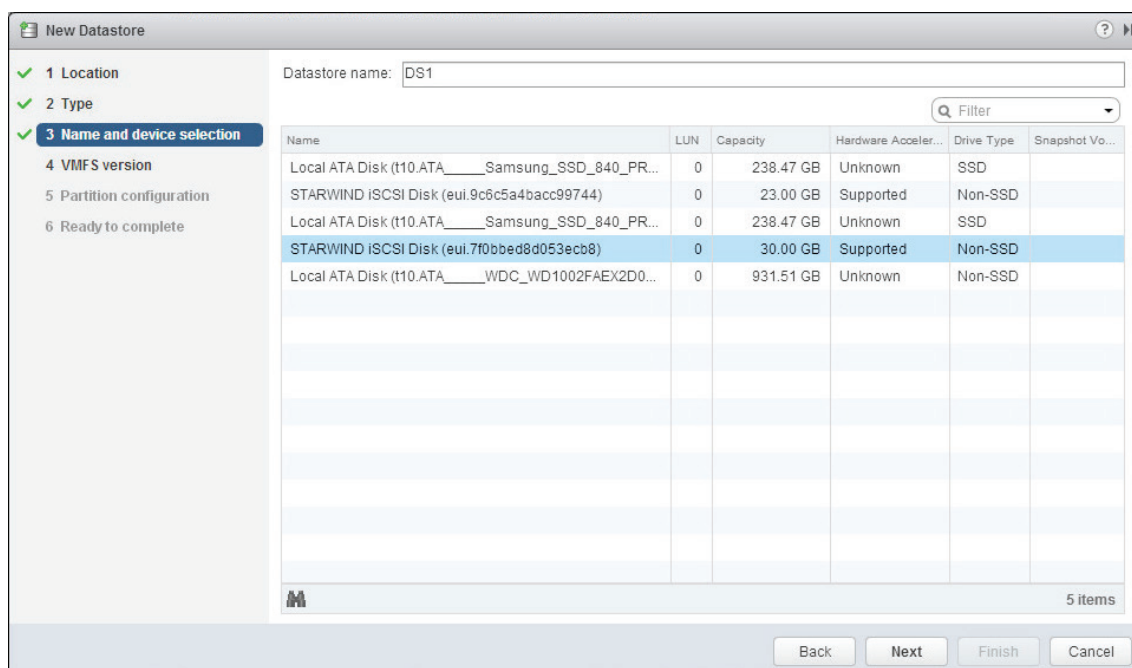 New Datastore
?
1 Location
2 Type
3 Name and device selection
4 VMFS version
5 Partition configuration
6 Ready to complete
Datastore name: DS1
Filter
Name LUN Capacity Hardware Acceler... Drive Type Snapshot Vo...
Local ATA Disk (t10.ATA_____Samsung_SSD_840_PR... 0 238.47 GB Unknown SSD
STARWIND iSCSI Disk (eui.9c6c5a4bacc99744) 0 23.00 GB Supported Non-SSD
Local ATA Disk (t10.ATA_____Samsung_SSD_840_PR... 0 238.47 GB Unknown SSD
STARWIND iSCSI Disk (eui.7f0bbed8d053ecb8) 0 30.00 GB Supported Non-SSD
Local ATA Disk (t10.ATA_____WDC_WD1002FAEX2D0... 0 931.51 GB Unknown Non-SSD
5 items
Back Next Finish Cancel